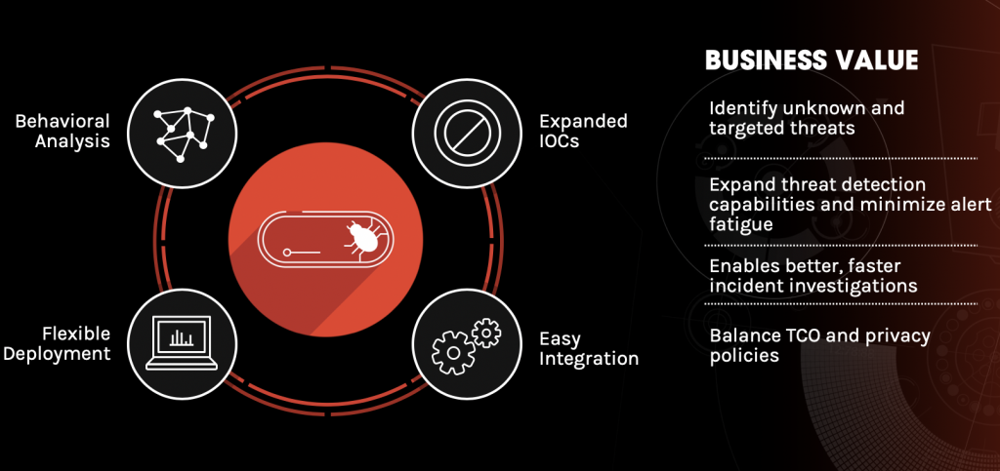 Behavioral
Analysis
Expanded
IOCs
Flexible
Deployment
Easy
Integration
BUSINESS VALUE
Identify unknown and
targeted threats
Expand threat detection
capabilities and minimize alert
fatigue
Enables better, faster
incident investigations
Balance TCO and privacy
policies